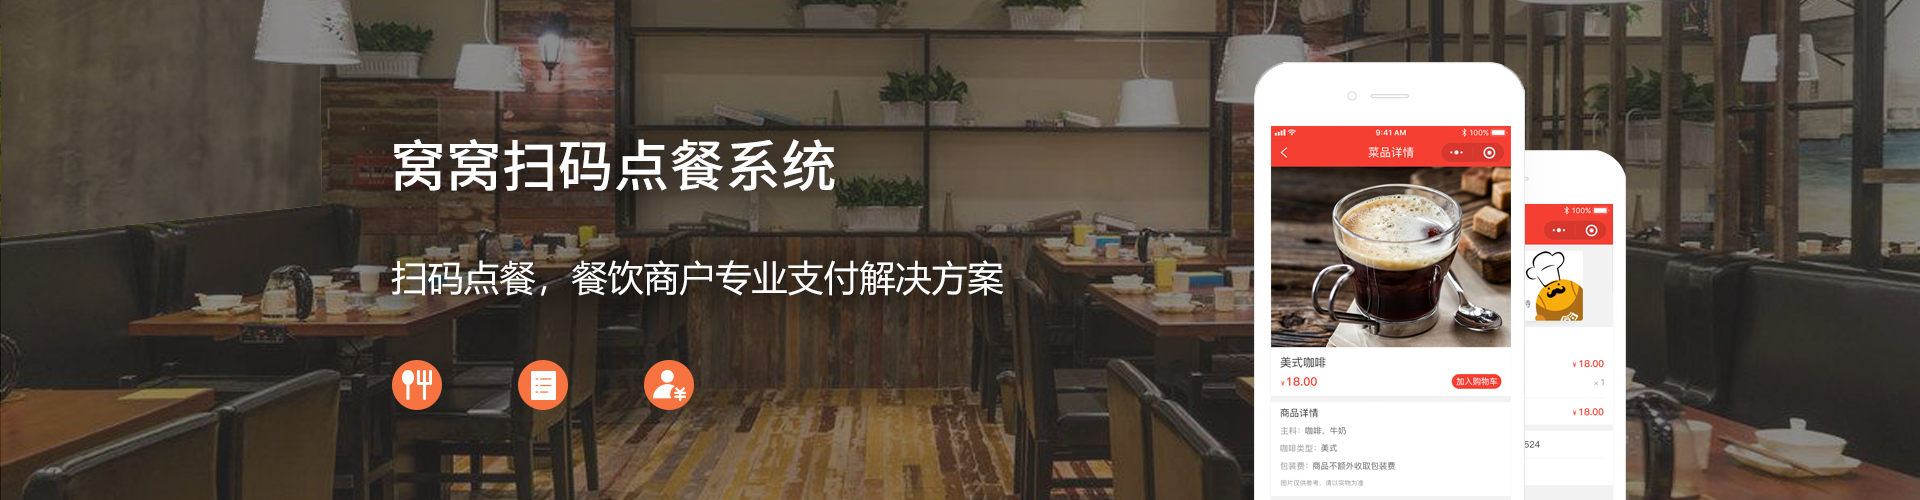 窝窝扫码点餐系统
扫码点餐，餐饮商户专业支付解决方案
9:41 AM
100%
菜品详情
美式咖啡
¥18.00
加入购物车
商品详情
主料：咖啡、牛奶
咖啡类型：美式
包装费：商品不额外收取包装费
图片仅供参考，请以实物为准
100%
¥18.00
×1
¥18.00
524